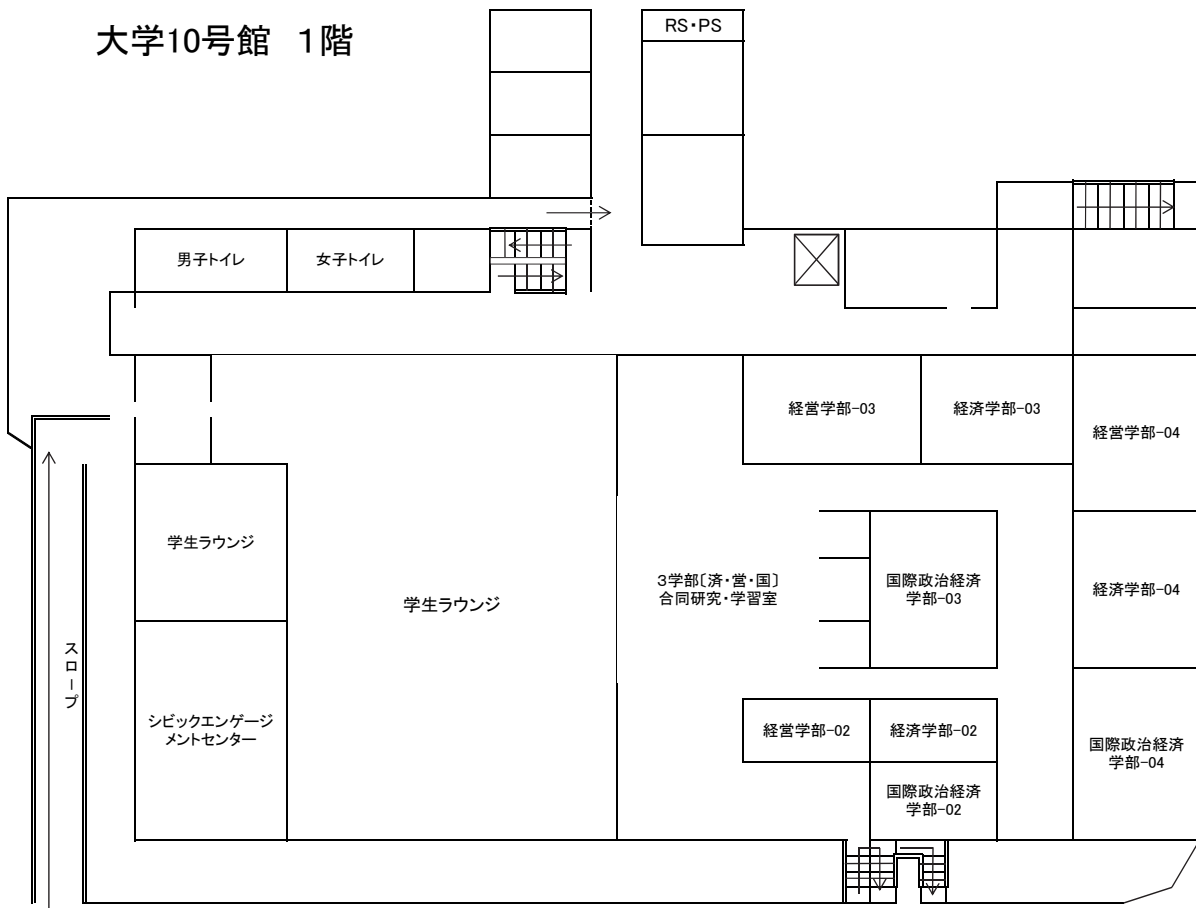 大学10号館 1階
RS・PS
男子トイレ
女子トイレ
経営学部-03
経済学部-03
経営学部-04
学生ラウンジ
学生ラウンジ
3学部〔済・営・国〕
合同研究・学習室
国際政治経済
学部-03
経済学部-04
スロープ
シビックエンゲージ
メントセンター
経営学部-02
経済学部-02
国際政治経済
学部-04
国際政治経済
学部-02